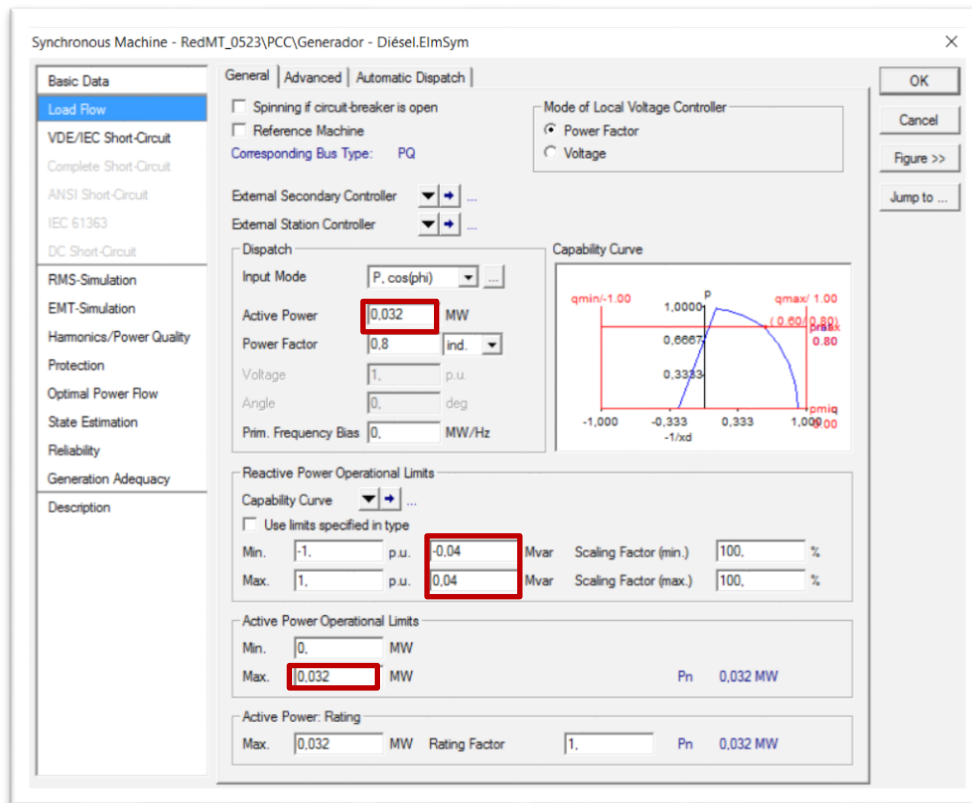 Synchronous Machine - RedMT_0523\PCC\Generador - Diésel.ElmSym
Basic Data
Load Flow
VDE/IEC Short-Circuit
Complete Short-Circuit
ANSI Short-Circuit
IEC 61363
DC Short-Circuit
RMS-Simulation
EMT-Simulation
Harmonics/Power Quality
Protection
Optimal Power Flow
State Estimation
Reliability
Generation Adequacy
Description
General Advanced Automatic Dispatch
Spinning if circuit-breaker is open
Reference Machine
Corresponding Bus Type: PQ
Mode of Local Voltage Controller
Power Factor
Voltage
External Secondary Controller ...
External Station Controller ...
Dispatch
Input Mode P, cos(phi) ...
Active Power 0,032 MW
Power Factor 0,8 ind.
Voltage 1, p.u.
Angle 0, deg
Prim. Frequency Bias 0, MW/Hz
Capability Curve
qmin/-1.00 p qmax/ 1.00
1,0000
( 0.60/0.80)
0.80
0,6667
0,3333
-1,000 -0,333 0,333
-1/xd
Reactive Power Operational Limits
Capability Curve ...
Use limits specified in type
Min. -1, p.u. -0,04 Mvar Scaling Factor (min.) 100, %
Max. 1, p.u. 0,04 Mvar Scaling Factor (max.) 100, %
Active Power Operational Limits
Min. 0, MW
Max. 0,032 MW Pn 0,032 MW
Active Power: Rating
Max. 0,032 MW Rating Factor 1, Pn 0,032 MW
OK
Cancel
Figure >>
Jump to ...